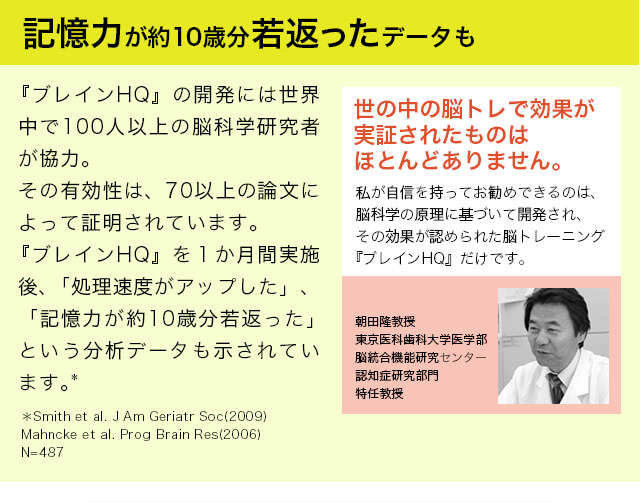 記憶力が約10歳分若返ったデータも
『ブレインHQ』の開発には世界
中で100人以上の脳科学研究者
が協力。
その有効性は、70以上の論文に
よって証明されています。
『ブレインHQ』を1か月間実施
後、「処理速度がアップした」、
「記憶力が約10歳分若返った」
という分析データも示されてい
ます。*
＊Smith et al. J Am Geriatr Soc(2009)
Mahncke et al. Prog Brain Res(2006)
N=487
世の中の脳トレで効果が
実証されたものは
ほとんどありません。
私が自信を持ってお勧めできるのは、
脳科学の原理に基づいて開発され、
その効果が認められた脳トレーニング
『ブレインHQ』だけです。
朝田隆教授
東京医科歯科大学医学部
脳統合機能研究センター
認知症研究部門
特任教授